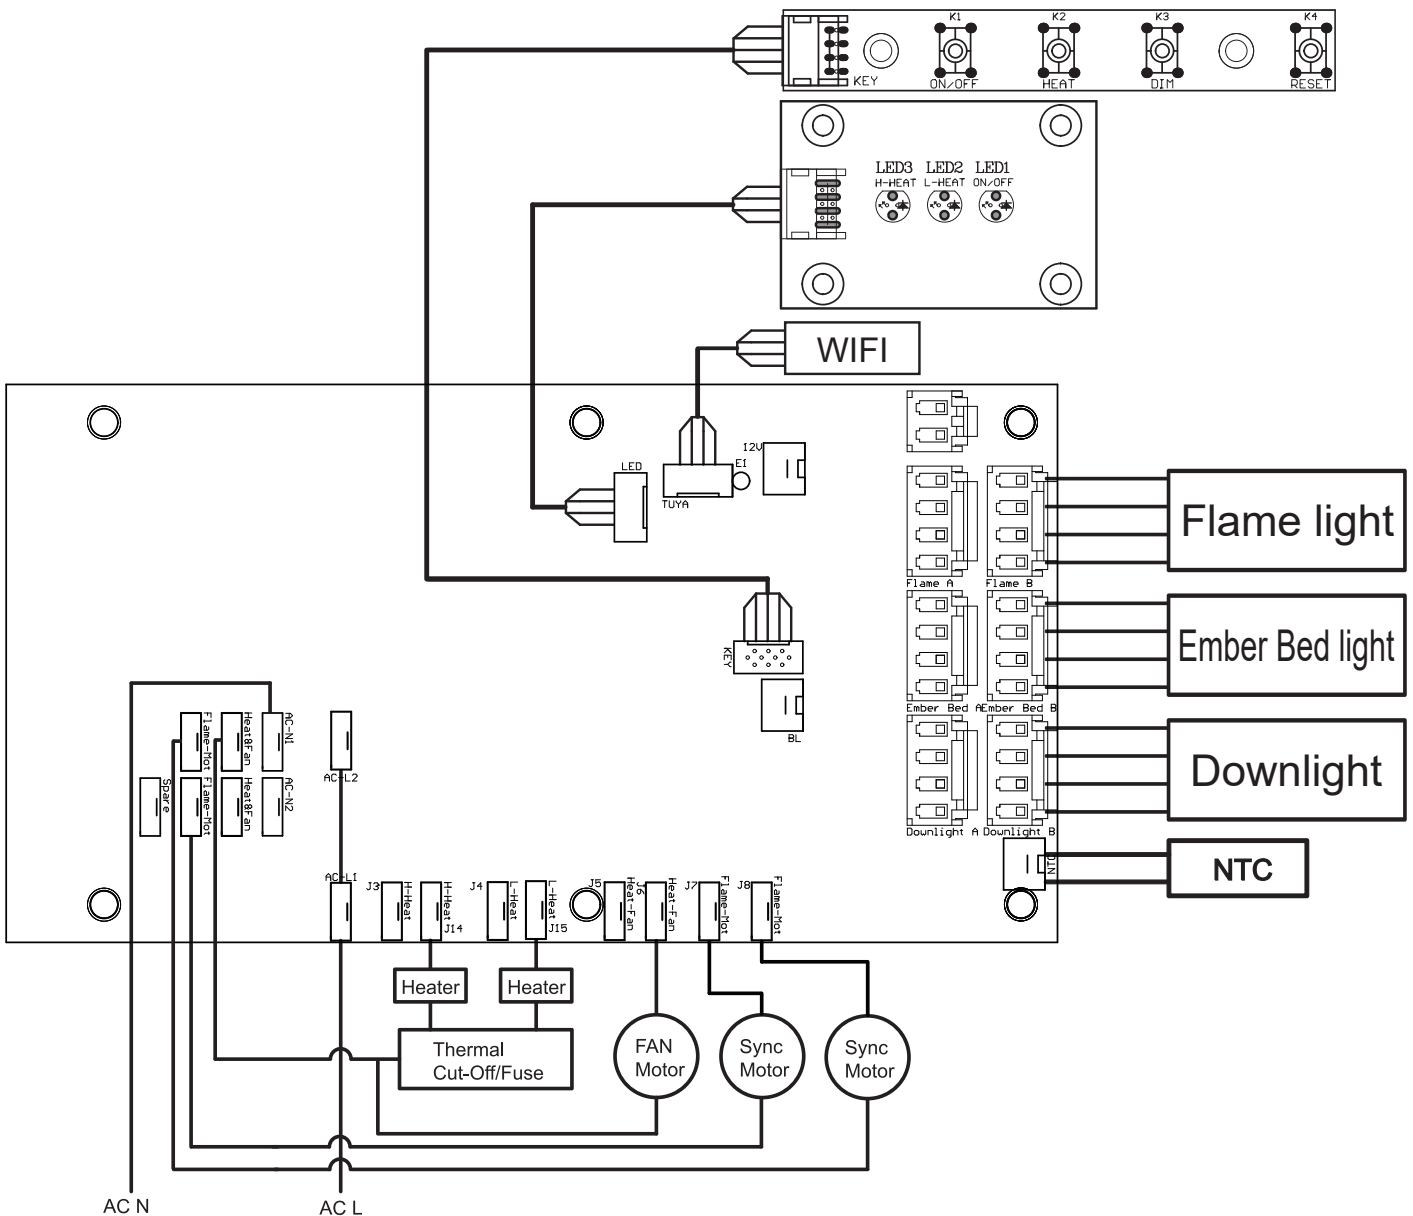 K1 K2 K3 K4
KEY ON/OFF HEAT DIM RESET
LED3 LED2 LED1
H-HEAT L-HEAT ON/OFF
WIFI
12V
LED
E1
TUYA
Flame light
Flame A Flame B
KEY
Ember Bed light
Ember Bed A Ember Bed B
BL
Downlight
Downlight A Downlight B
NTC
NTC
Flame-Mot Heat&Fan AC-N1
AC-L2
Spare Flame-Mot Heat&Fan AC-N2
AC-L1
J3 H-Heat H-Heat J14
J4 L-Heat L-Heat J15
J5 Heat-Fan J6 Heat-Fan
J7 Flame-Mot J8 Flame-Mot
Heater Heater
Thermal
Cut-Off/Fuse
FAN
Motor
Sync
Motor
Sync
Motor
AC N AC L